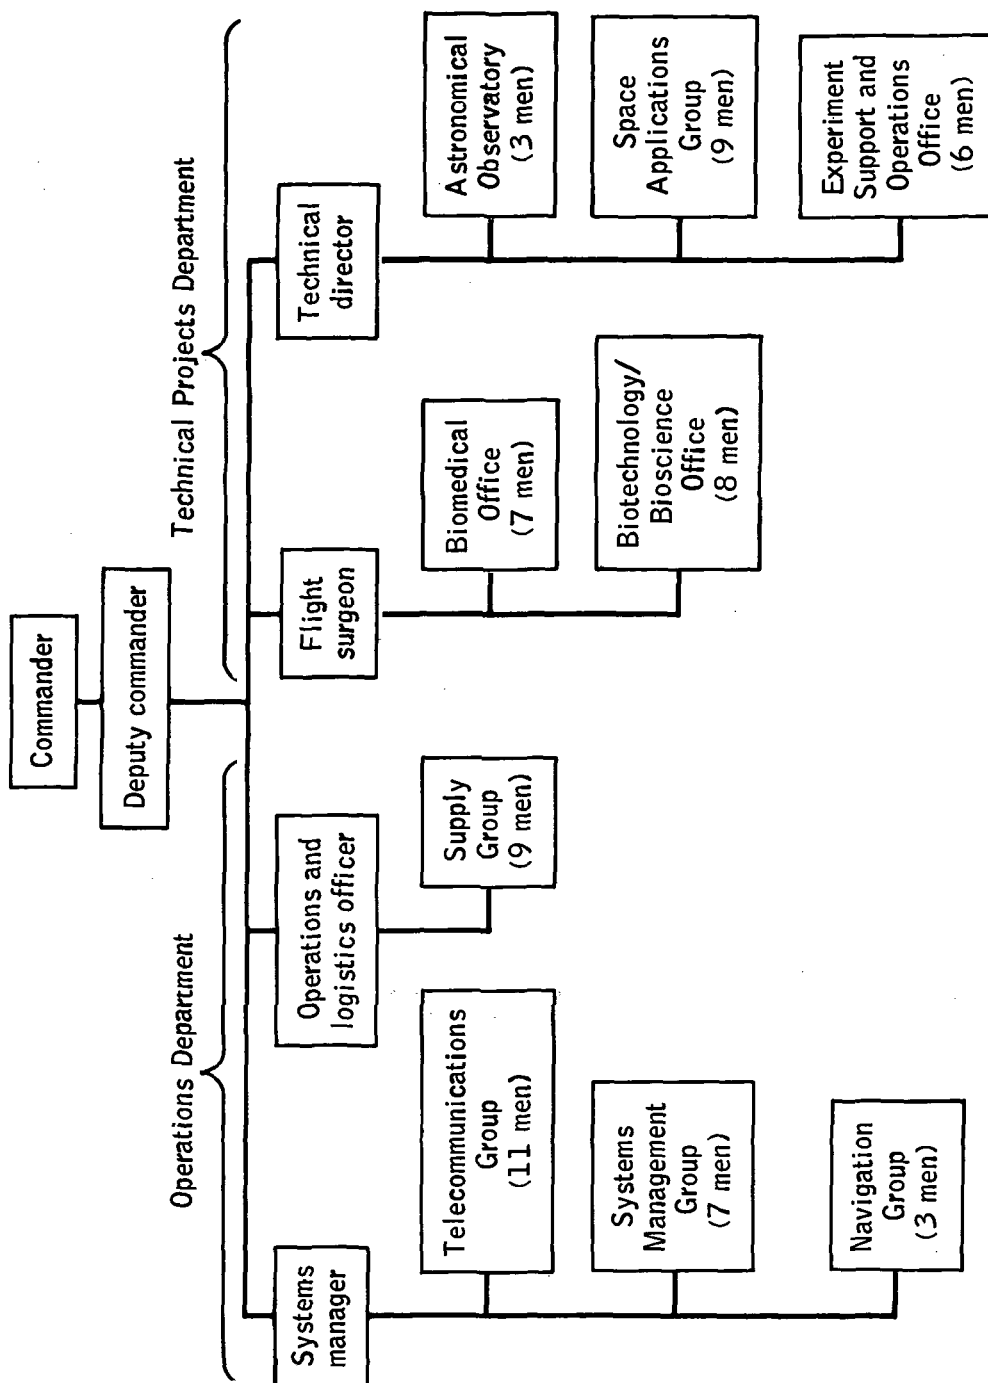 Commander
Deputy commander
Operations Department
Technical Projects Department
Systems
manager
Operations and
logistics officer
Flight
surgeon
Technical
director
Telecommunications
Group
(11 men)
Supply
Group
(9 men)
Biomedical
Office
(7 men)
Astronomical
Observatory
(3 men)
Systems
Management
Group
(7 men)
Biotechnology/
Bioscience
Office
(8 men)
Space
Applications
Group
(9 men)
Navigation
Group
(3 men)
Experiment
Support and
Operations
Office
(6 men)